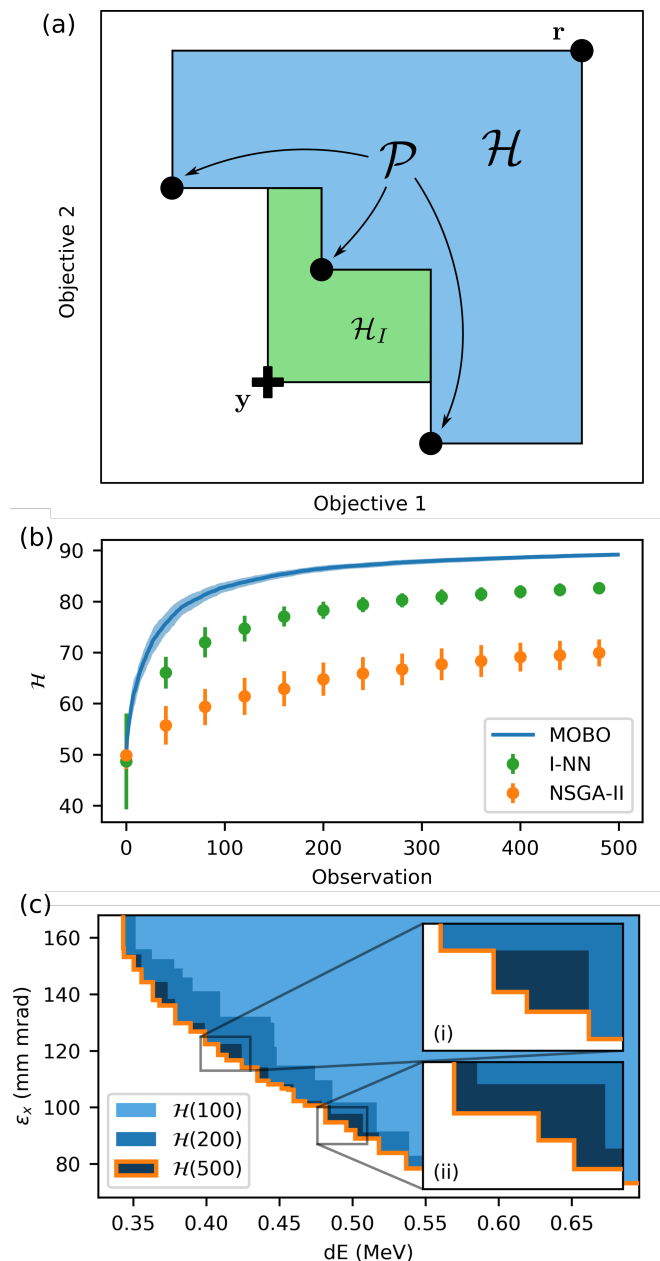 (a)
r
𝒫
ℋ
Objective 2
ℋ_I
y
Objective 1
(b)
90
80
70
60
50
40
ℋ
MOBO
I-NN
NSGA-II
0 100 200 300 400 500
Observation
(c)
160
140
120
100
80
ε_x (mm mrad)
(i)
(ii)
ℋ(100)
ℋ(200)
ℋ(500)
0.35 0.40 0.45 0.50 0.55 0.60 0.65
dE (MeV)